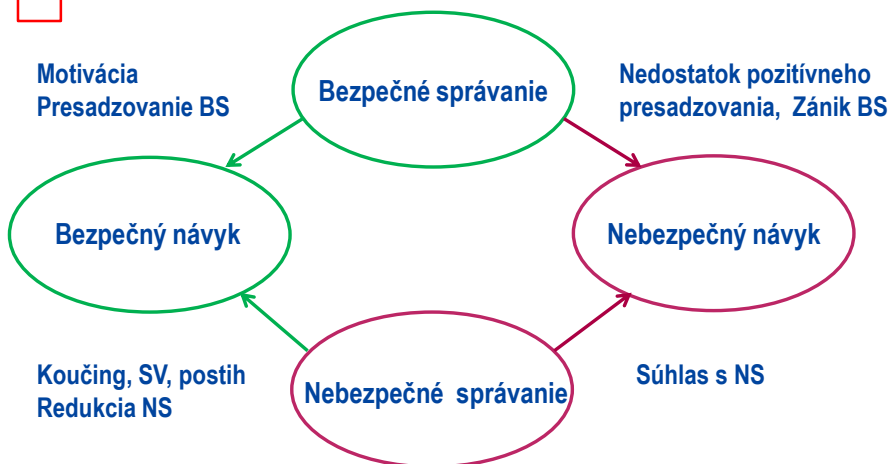 Motivácia
Presadzovanie BS
Bezpečné správanie
Nedostatok pozitívneho
presadzovania, Zánik BS
Bezpečný návyk
Nebezpečný návyk
Koučing, SV, postih
Redukcia NS
Nebezpečné správanie
Súhlas s NS